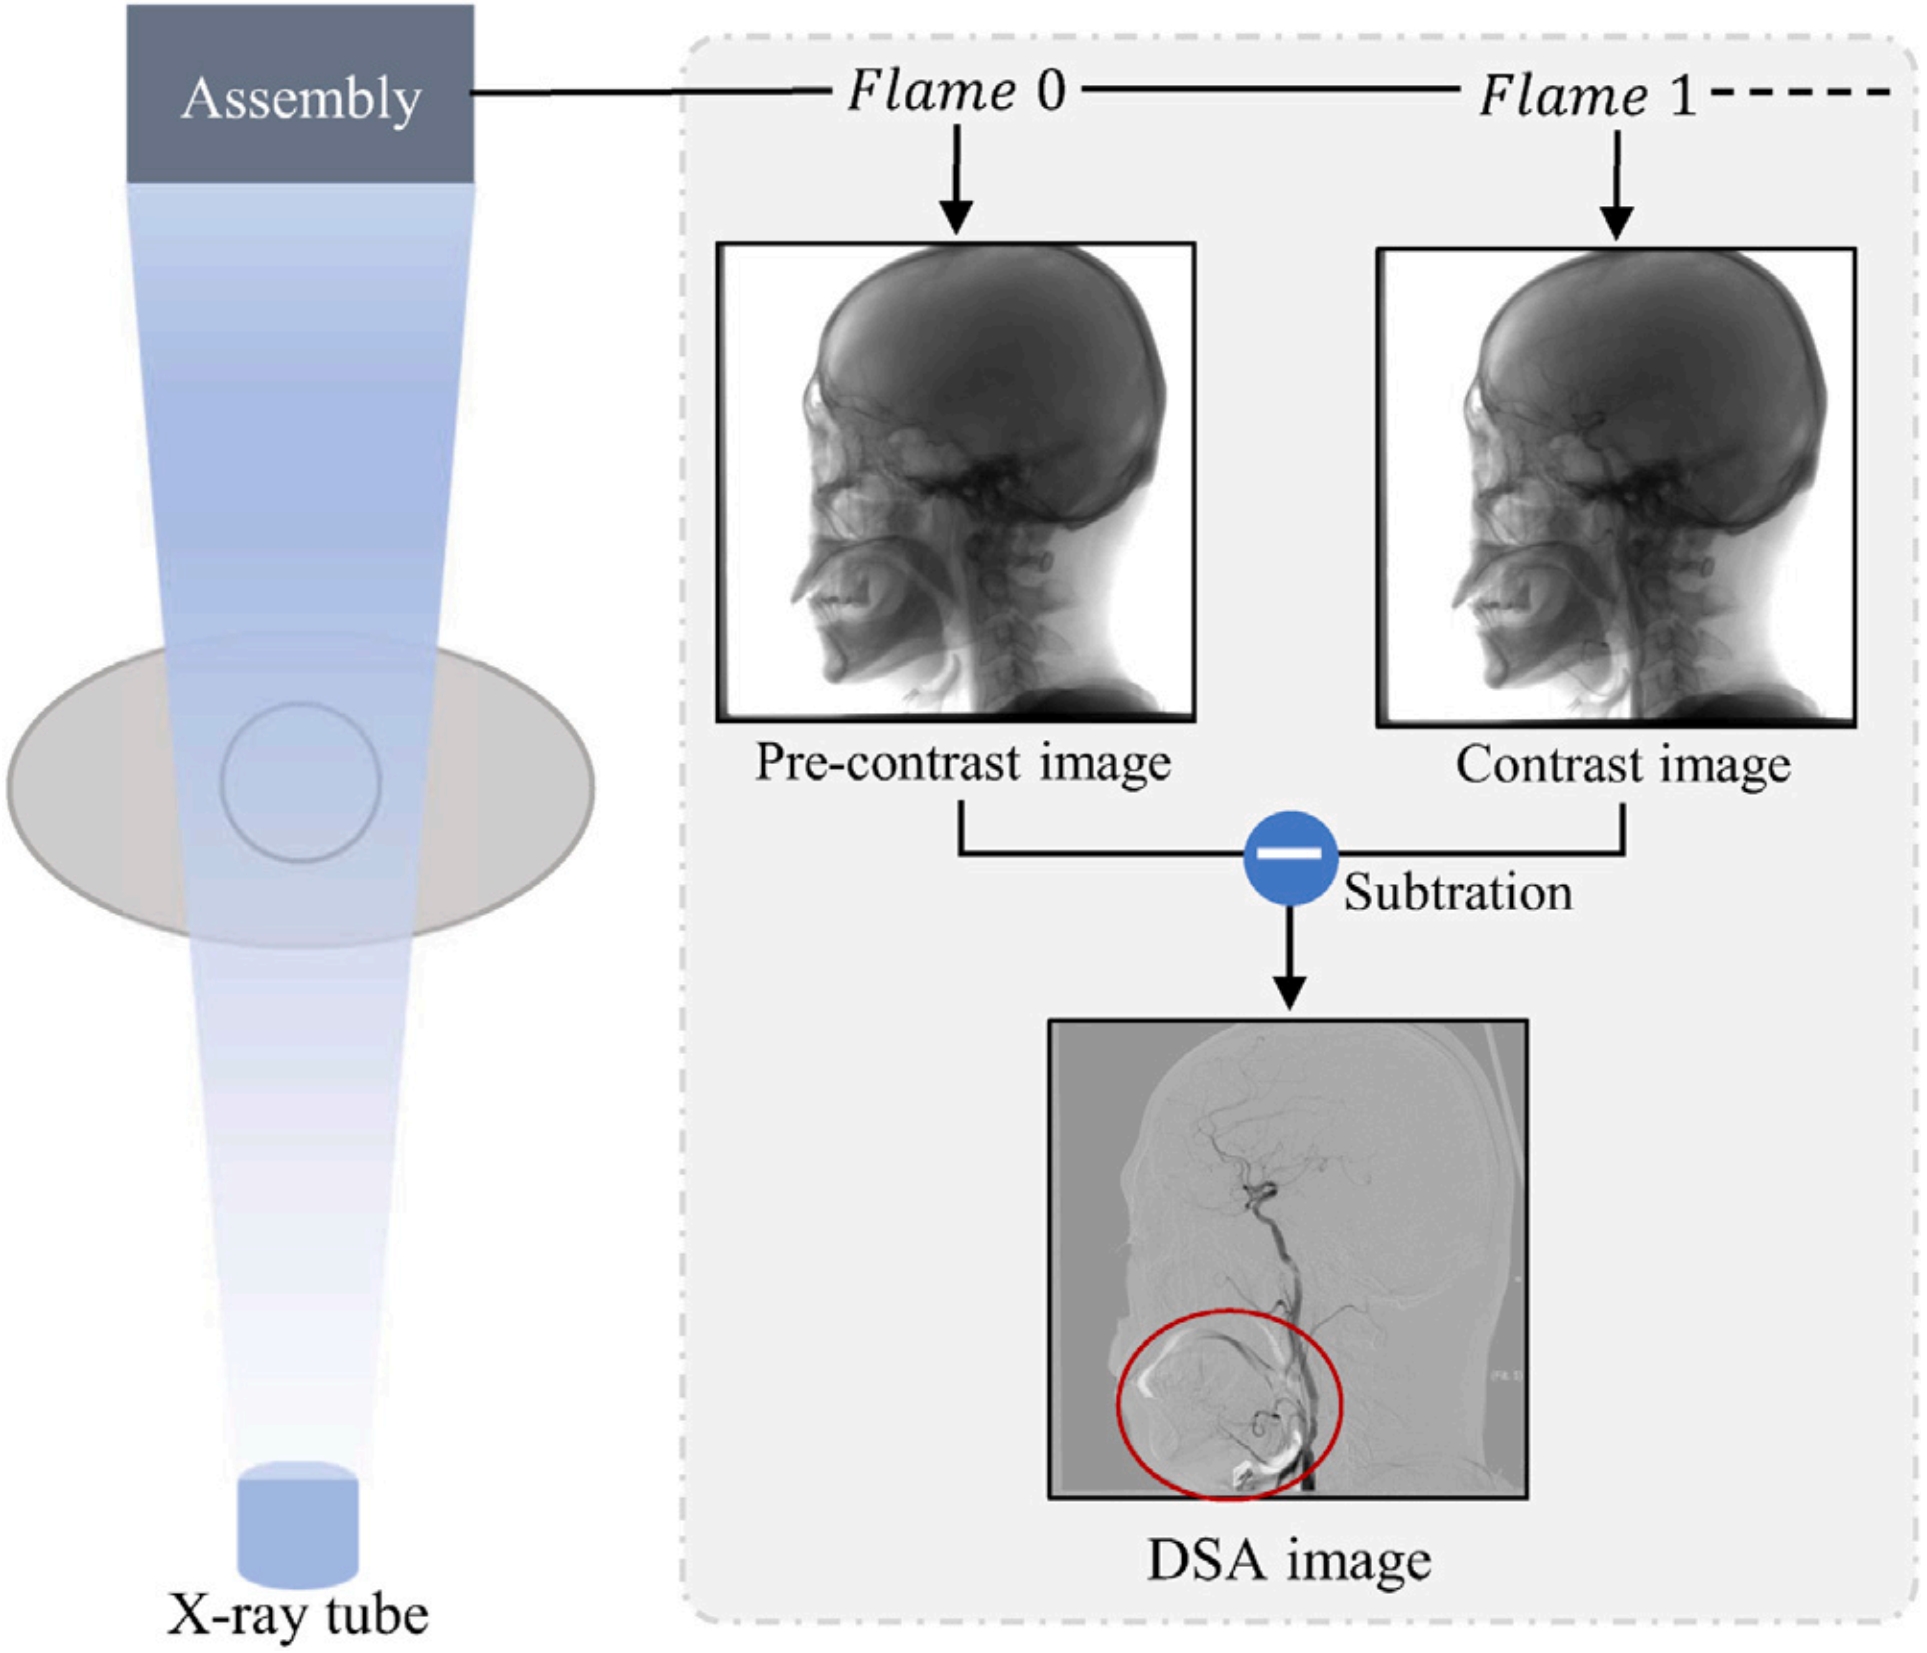 Assembly
Flame 0
Flame 1
Pre-contrast image
Contrast image
Subtration
DSA image
X-ray tube